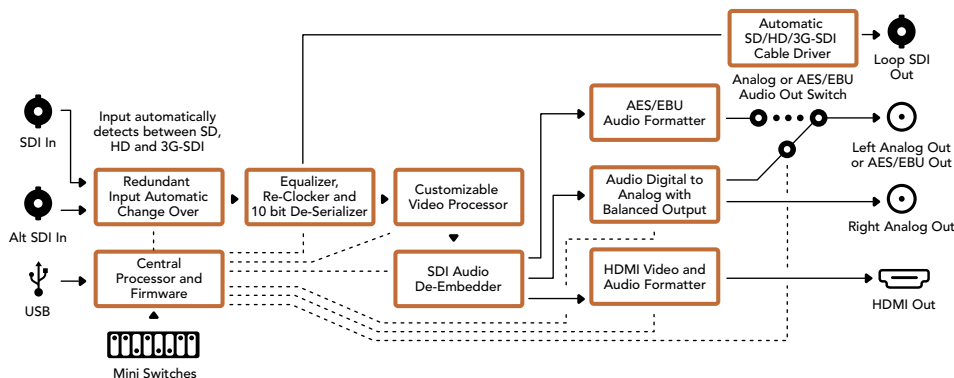 Automatic
SD/HD/3G-SDI
Cable Driver
Loop SDI
Out
Analog or AES/EBU
Audio Out Switch
AES/EBU
Audio Formatter
Input automatically
detects between SD,
HD and 3G-SDI
SDI In
Left Analog Out
or AES/EBU Out
Redundant
Input Automatic
Change Over
Equalizer,
Re-Clocker and
10 bit De-Serializer
Customizable
Video Processor
Audio Digital to
Analog with
Balanced Output
Alt SDI In
Right Analog Out
Central
Processor and
Firmware
SDI Audio
De-Embedder
HDMI Video and
Audio Formatter
USB
HDMI Out
Mini Switches